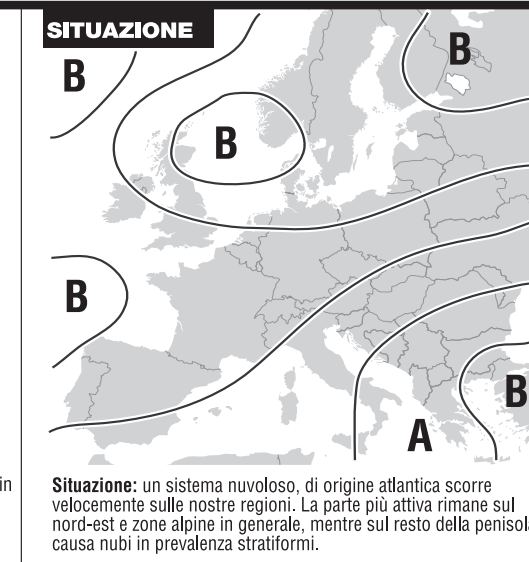 in
SITUAZIONE
B
B
B
B
B
A
Situazione: un sistema nuvoloso, di origine atlantica scorre
velocemente sulle nostre regioni. La parte più attiva rimane sul
nord-est e zone alpine in generale, mentre sul resto della penisola
causa nubi in prevalenza stratiformi.